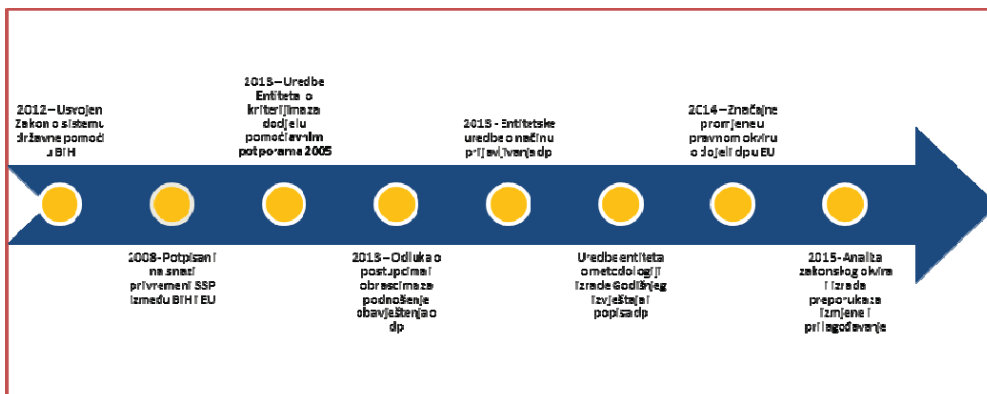 2012 – Usvojen
Zakon o sistemu
državne pomoći
u BiH
2008 - Potpisan i
na snazi
privremeni SSP
između BiH i EU
2013 – Uredbe
Entiteta o
kriterijima za
dodjelu
pomoći avnim
potporama 2005
2013 – Odluka o
postupcima i
obrascima za
podnošenje
obavještenja o
dp
2013 - Entitetske
uredbe o načinu
prijavljivanja dp
Uredbe entiteta
o metodologiji
izrade Godišnjeg
izvještaja i
popisa dp
2014 – Značajne
promjene u
pravnom okviru
o dojeli dp u EU
2015 - Analiza
zakonskog okvira
i izrada
preporuka za
izmjene i
prilagođavanje